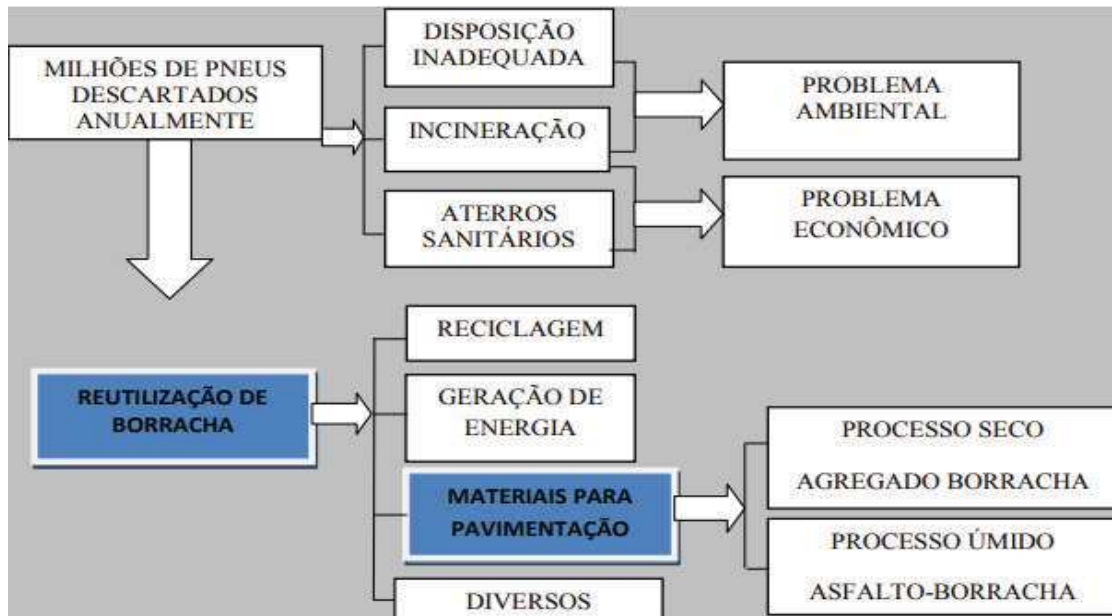 MILHÕES DE PNEUS
DESCARTADOS
ANUALMENTE
DISPOSIÇÃO
INADEQUADA
INCINERAÇÃO
ATERROS
SANITÁRIOS
PROBLEMA
AMBIENTAL
PROBLEMA
ECONÔMICO
REUTILIZAÇÃO DE
BORRACHA
RECICLAGEM
GERAÇÃO DE
ENERGIA
MATERIAIS PARA
PAVIMENTAÇÃO
DIVERSOS
PROCESSO SECO
AGREGADO BORRACHA
PROCESSO ÚMIDO
ASFALTO-BORRACHA